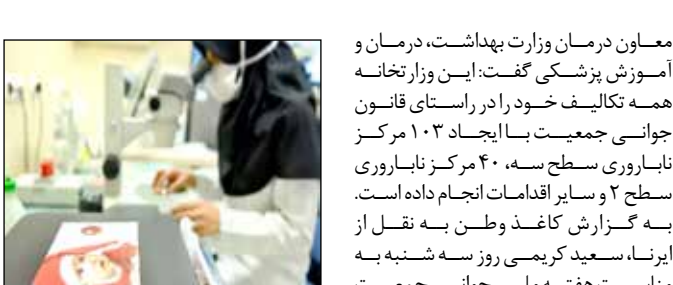 معاون درمان وزارت بهداشت، درمان و
آموزش پزشکی گفت: این وزارتخانه
همه تکالیف خود را در راستای قانون
جوانی جمعیت با ایجاد ۱۰۳ مرکز
ناباروری سطح سه، ۴۰ مرکز ناباروری
سطح ۲ و سایر اقدامات انجام داده است.
به گزارش کاغذ وطن به نقل از
ایرنا، سعید کریمی روز سه شنبه به